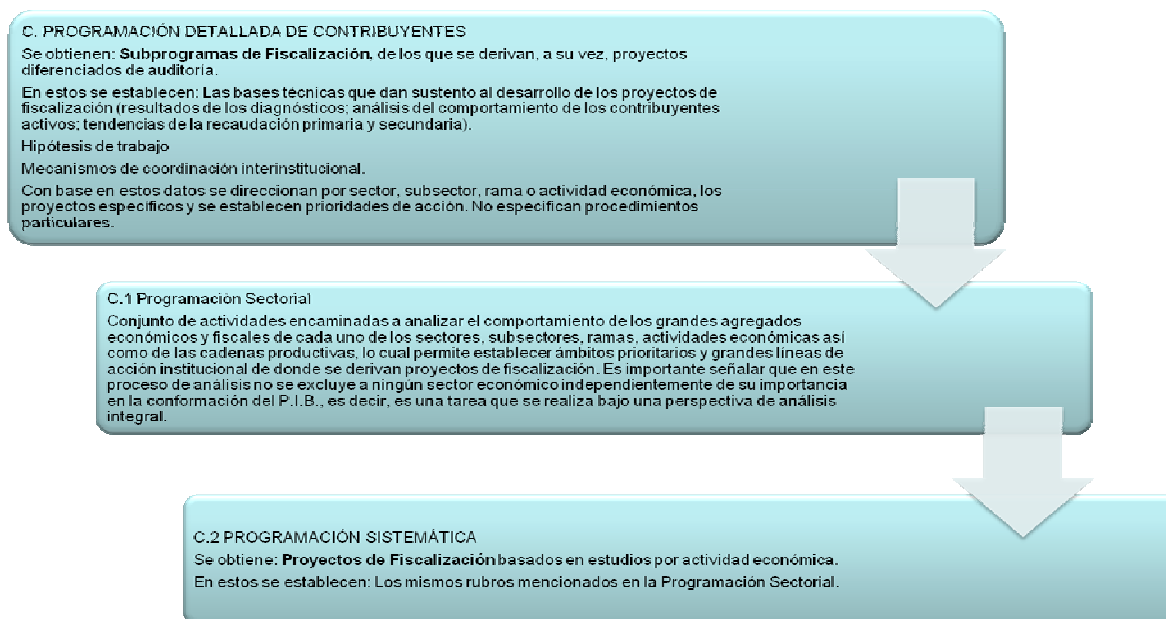 C. PROGRAMACIÓN DETALLADA DE CONTRIBUYENTES
Se obtienen: Subprogramas de Fiscalización, de los que se derivan, a su vez, proyectos
diferenciados de auditoría.
En estos se establecen: Las bases técnicas que dan sustento al desarrollo de los proyectos de
fiscalización (resultados de los diagnósticos; análisis del comportamiento de los contribuyentes
activos; tendencias de la recaudación primaria y secundaria).
Hipótesis de trabajo
Mecanismos de coordinación interinstitucional.
Con base en estos datos se direccionan por sector, subsector, rama o actividad económica, los
proyectos específicos y se establecen prioridades de acción. No especifican procedimientos
particulares.
C.1 Programación Sectorial
Conjunto de actividades encaminadas a analizar el comportamiento de los grandes agregados
económicos y fiscales de cada uno de los sectores, subsectores, ramas, actividades económicas así
como de las cadenas productivas, lo cual permite establecer ámbitos prioritarios y grandes líneas de
acción institucional de donde se derivan proyectos de fiscalización. Es importante señalar que en este
proceso de análisis no se excluye a ningún sector económico independientemente de su importancia
en la conformación del P.I.B., es decir, es una tarea que se realiza bajo una perspectiva de análisis
integral.
C.2 PROGRAMACIÓN SISTEMÁTICA
Se obtiene: Proyectos de Fiscalización basados en estudios por actividad económica.
En estos se establecen: Los mismos rubros mencionados en la Programación Sectorial.